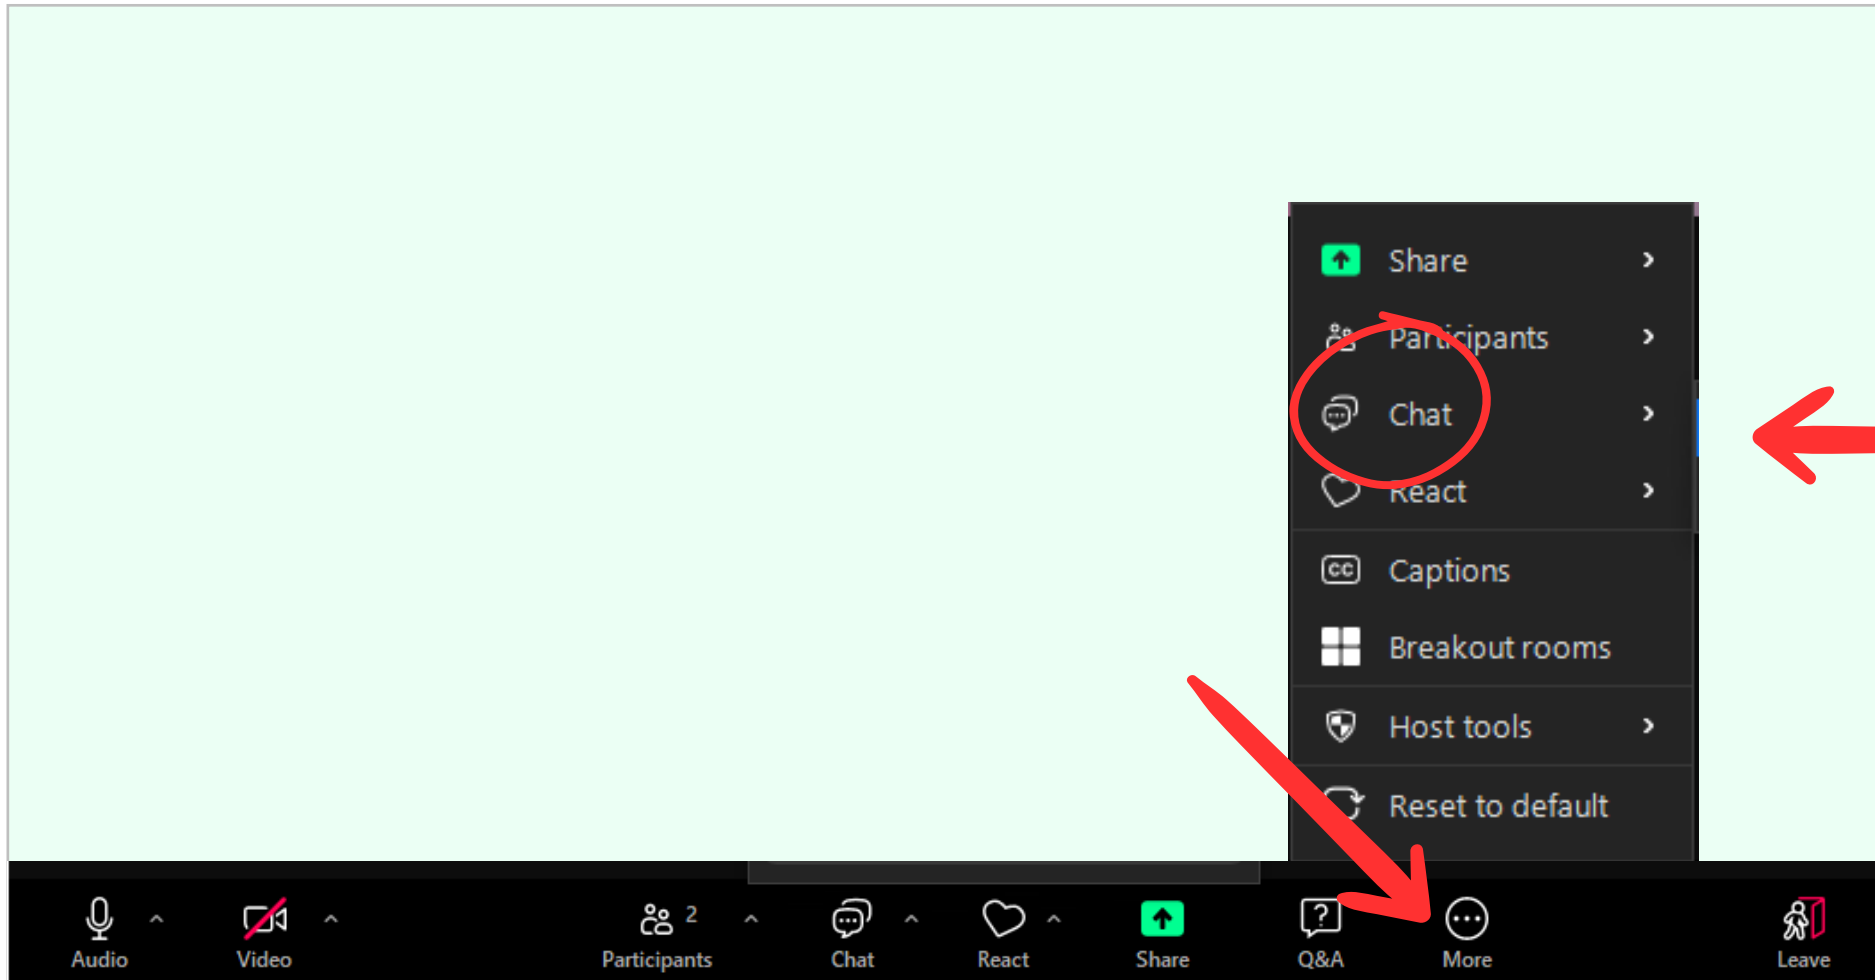 Share
Participants
Chat
React
CC
Captions
Breakout rooms
Host tools
Reset to default
Audio
Video
2
Participants
Chat
React
Share
Q&A
More
Leave